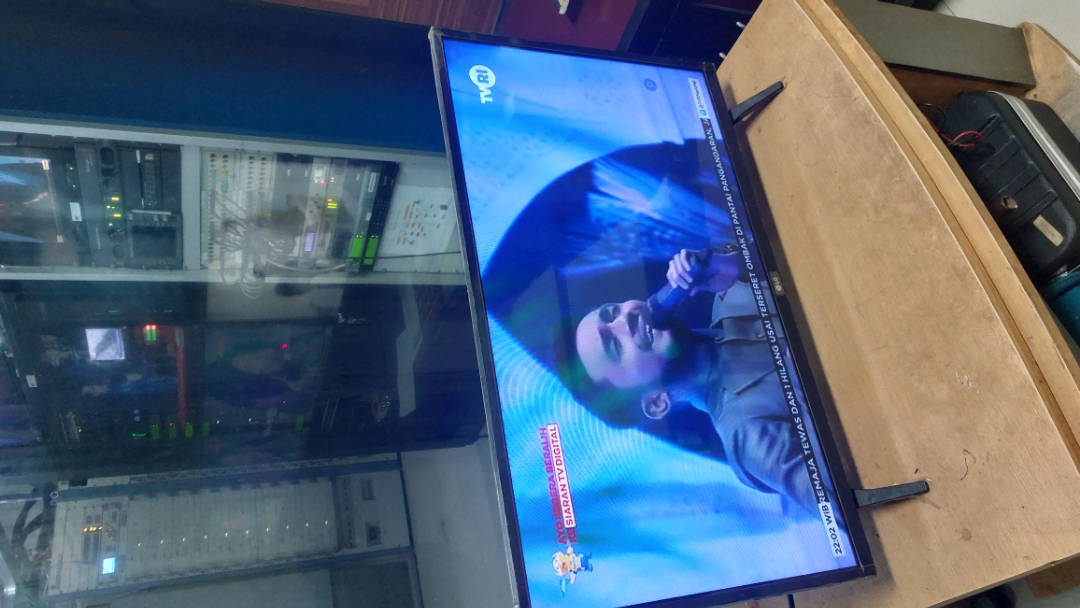 AYO SEGERA BERALIH
KE SIARAN TV DIGITAL
TVRI
22:02 WIB REMAJA TEWAS DAN 1 HILANG USAI TERSERET OMBAK DI PANTAI PANGANDARAN, J
LG